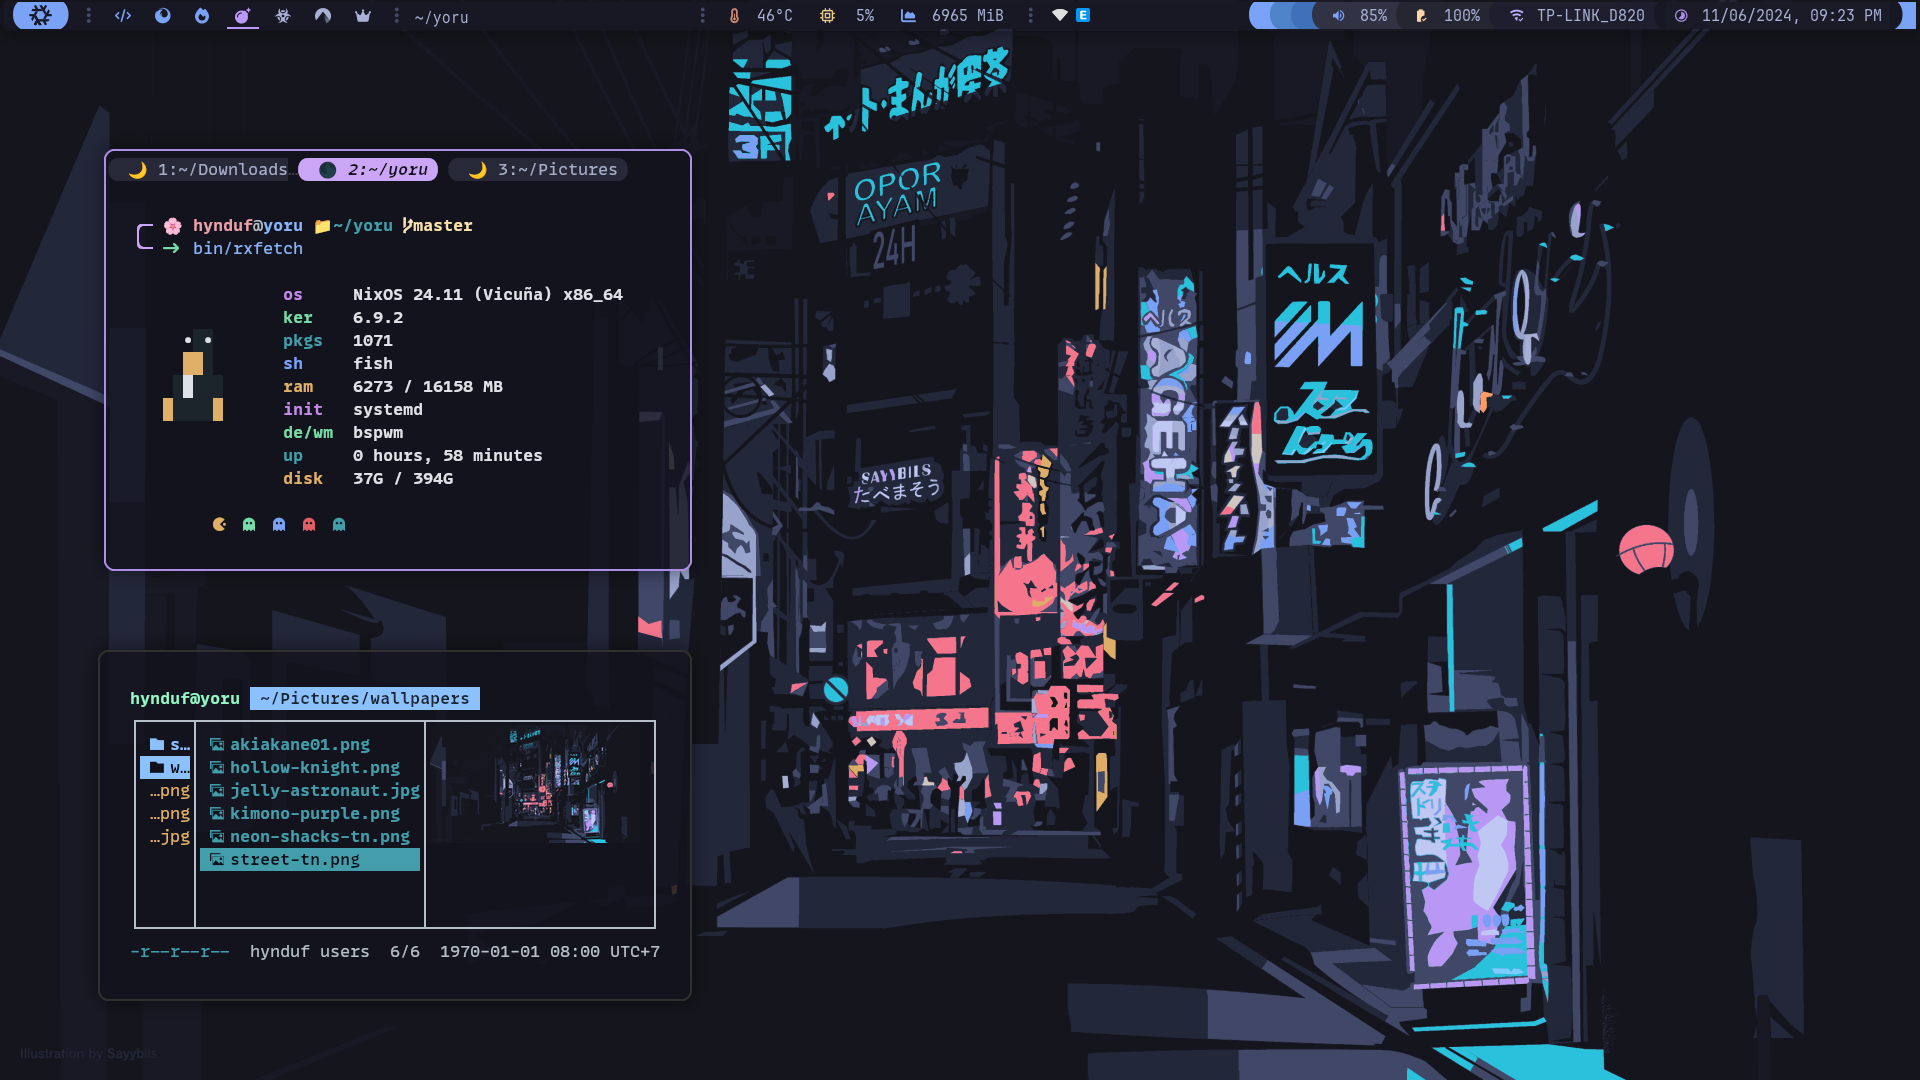 ~/yoru
46°C
5%
6965 MiB
E
85%
100%
TP-LINK_D820
11/06/2024, 09:23 PM
1:~/Downloads…
2:~/yoru
3:~/Pictures
hynduf@yoru ~/yoru master
bin/rxfetch
os NixOS 24.11 (Vicuña) x86_64
ker 6.9.2
pkgs 1071
sh fish
ram 6273 / 16158 MB
init systemd
de/wm bspwm
up 0 hours, 58 minutes
disk 37G / 394G
hynduf@yoru ~/Pictures/wallpapers
s… akiakane01.png
w… hollow-knight.png
…png jelly-astronaut.jpg
…png kimono-purple.png
…jpg neon-shacks-tn.png
street-tn.png
-r--r--r-- hynduf users 6/6 1970-01-01 08:00 UTC+7
OPOR
AYAM
24H
SAYYBILS
たべまそう
ヘルス
Illustration by Sayybils